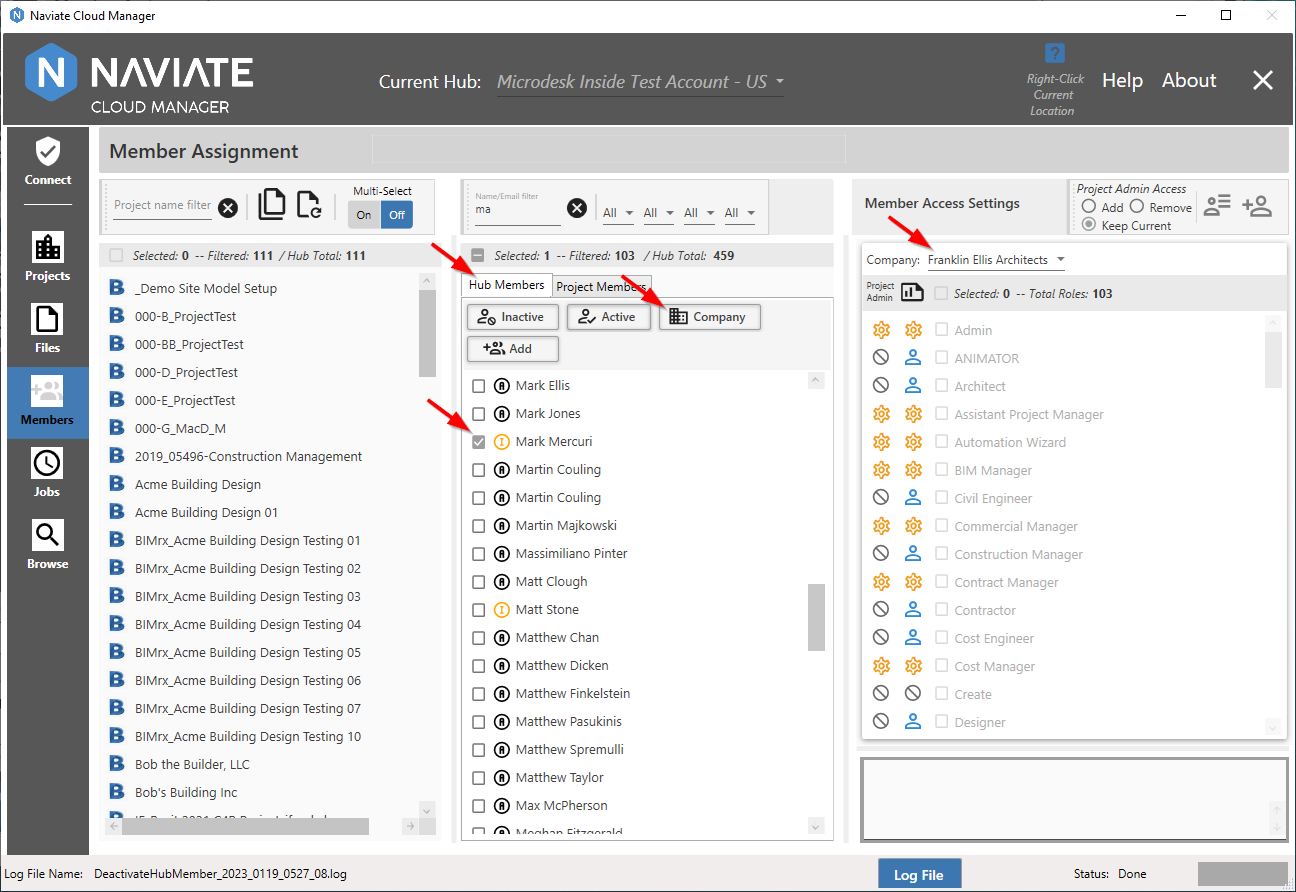 Naviate Cloud Manager
NAVIATE
CLOUD MANAGER
Current Hub: Microdesk Inside Test Account - US
?
Right-Click
Current
Location
Help
About
Connect
Projects
Files
Members
Jobs
Browse
Member Assignment
Project name filter
Multi-Select
On
Off
Selected: 0 -- Filtered: 111 / Hub Total: 111
B _Demo Site Model Setup
B 000-B_ProjectTest
B 000-BB_ProjectTest
B 000-D_ProjectTest
B 000-E_ProjectTest
B 000-G_MacD_M
B 2019_05496-Construction Management
B Acme Building Design
B Acme Building Design 01
B BIMrx_Acme Building Design Testing 01
B BIMrx_Acme Building Design Testing 02
B BIMrx_Acme Building Design Testing 03
B BIMrx_Acme Building Design Testing 04
B BIMrx_Acme Building Design Testing 05
B BIMrx_Acme Building Design Testing 06
B BIMrx_Acme Building Design Testing 07
B BIMrx_Acme Building Design Testing 10
B Bob the Builder, LLC
B Bob's Building Inc
Name/Email filter
ma
All
All
All
All
Selected: 1 -- Filtered: 103 / Hub Total: 459
Hub Members
Project Members
Inactive
Active
Company
Add
A Mark Ellis
A Mark Jones
I Mark Mercuri
A Martin Couling
A Martin Couling
A Martin Majkowski
A Massimiliano Pinter
A Matt Clough
I Matt Stone
A Matthew Chan
A Matthew Dicken
A Matthew Finkelstein
A Matthew Pasukinis
A Matthew Spremulli
A Matthew Taylor
A Max McPherson
A Meghan Fitzgerald
Member Access Settings
Project Admin Access
Add
Remove
Keep Current
Company: Franklin Ellis Architects
Project
Admin
Selected: 0 -- Total Roles: 103
Admin
ANIMATOR
Architect
Assistant Project Manager
Automation Wizard
BIM Manager
Civil Engineer
Commercial Manager
Construction Manager
Contract Manager
Contractor
Cost Engineer
Cost Manager
Create
Designer
Log File Name: DeactivateHubMember_2023_0119_0527_08.log
Log File
Status: Done